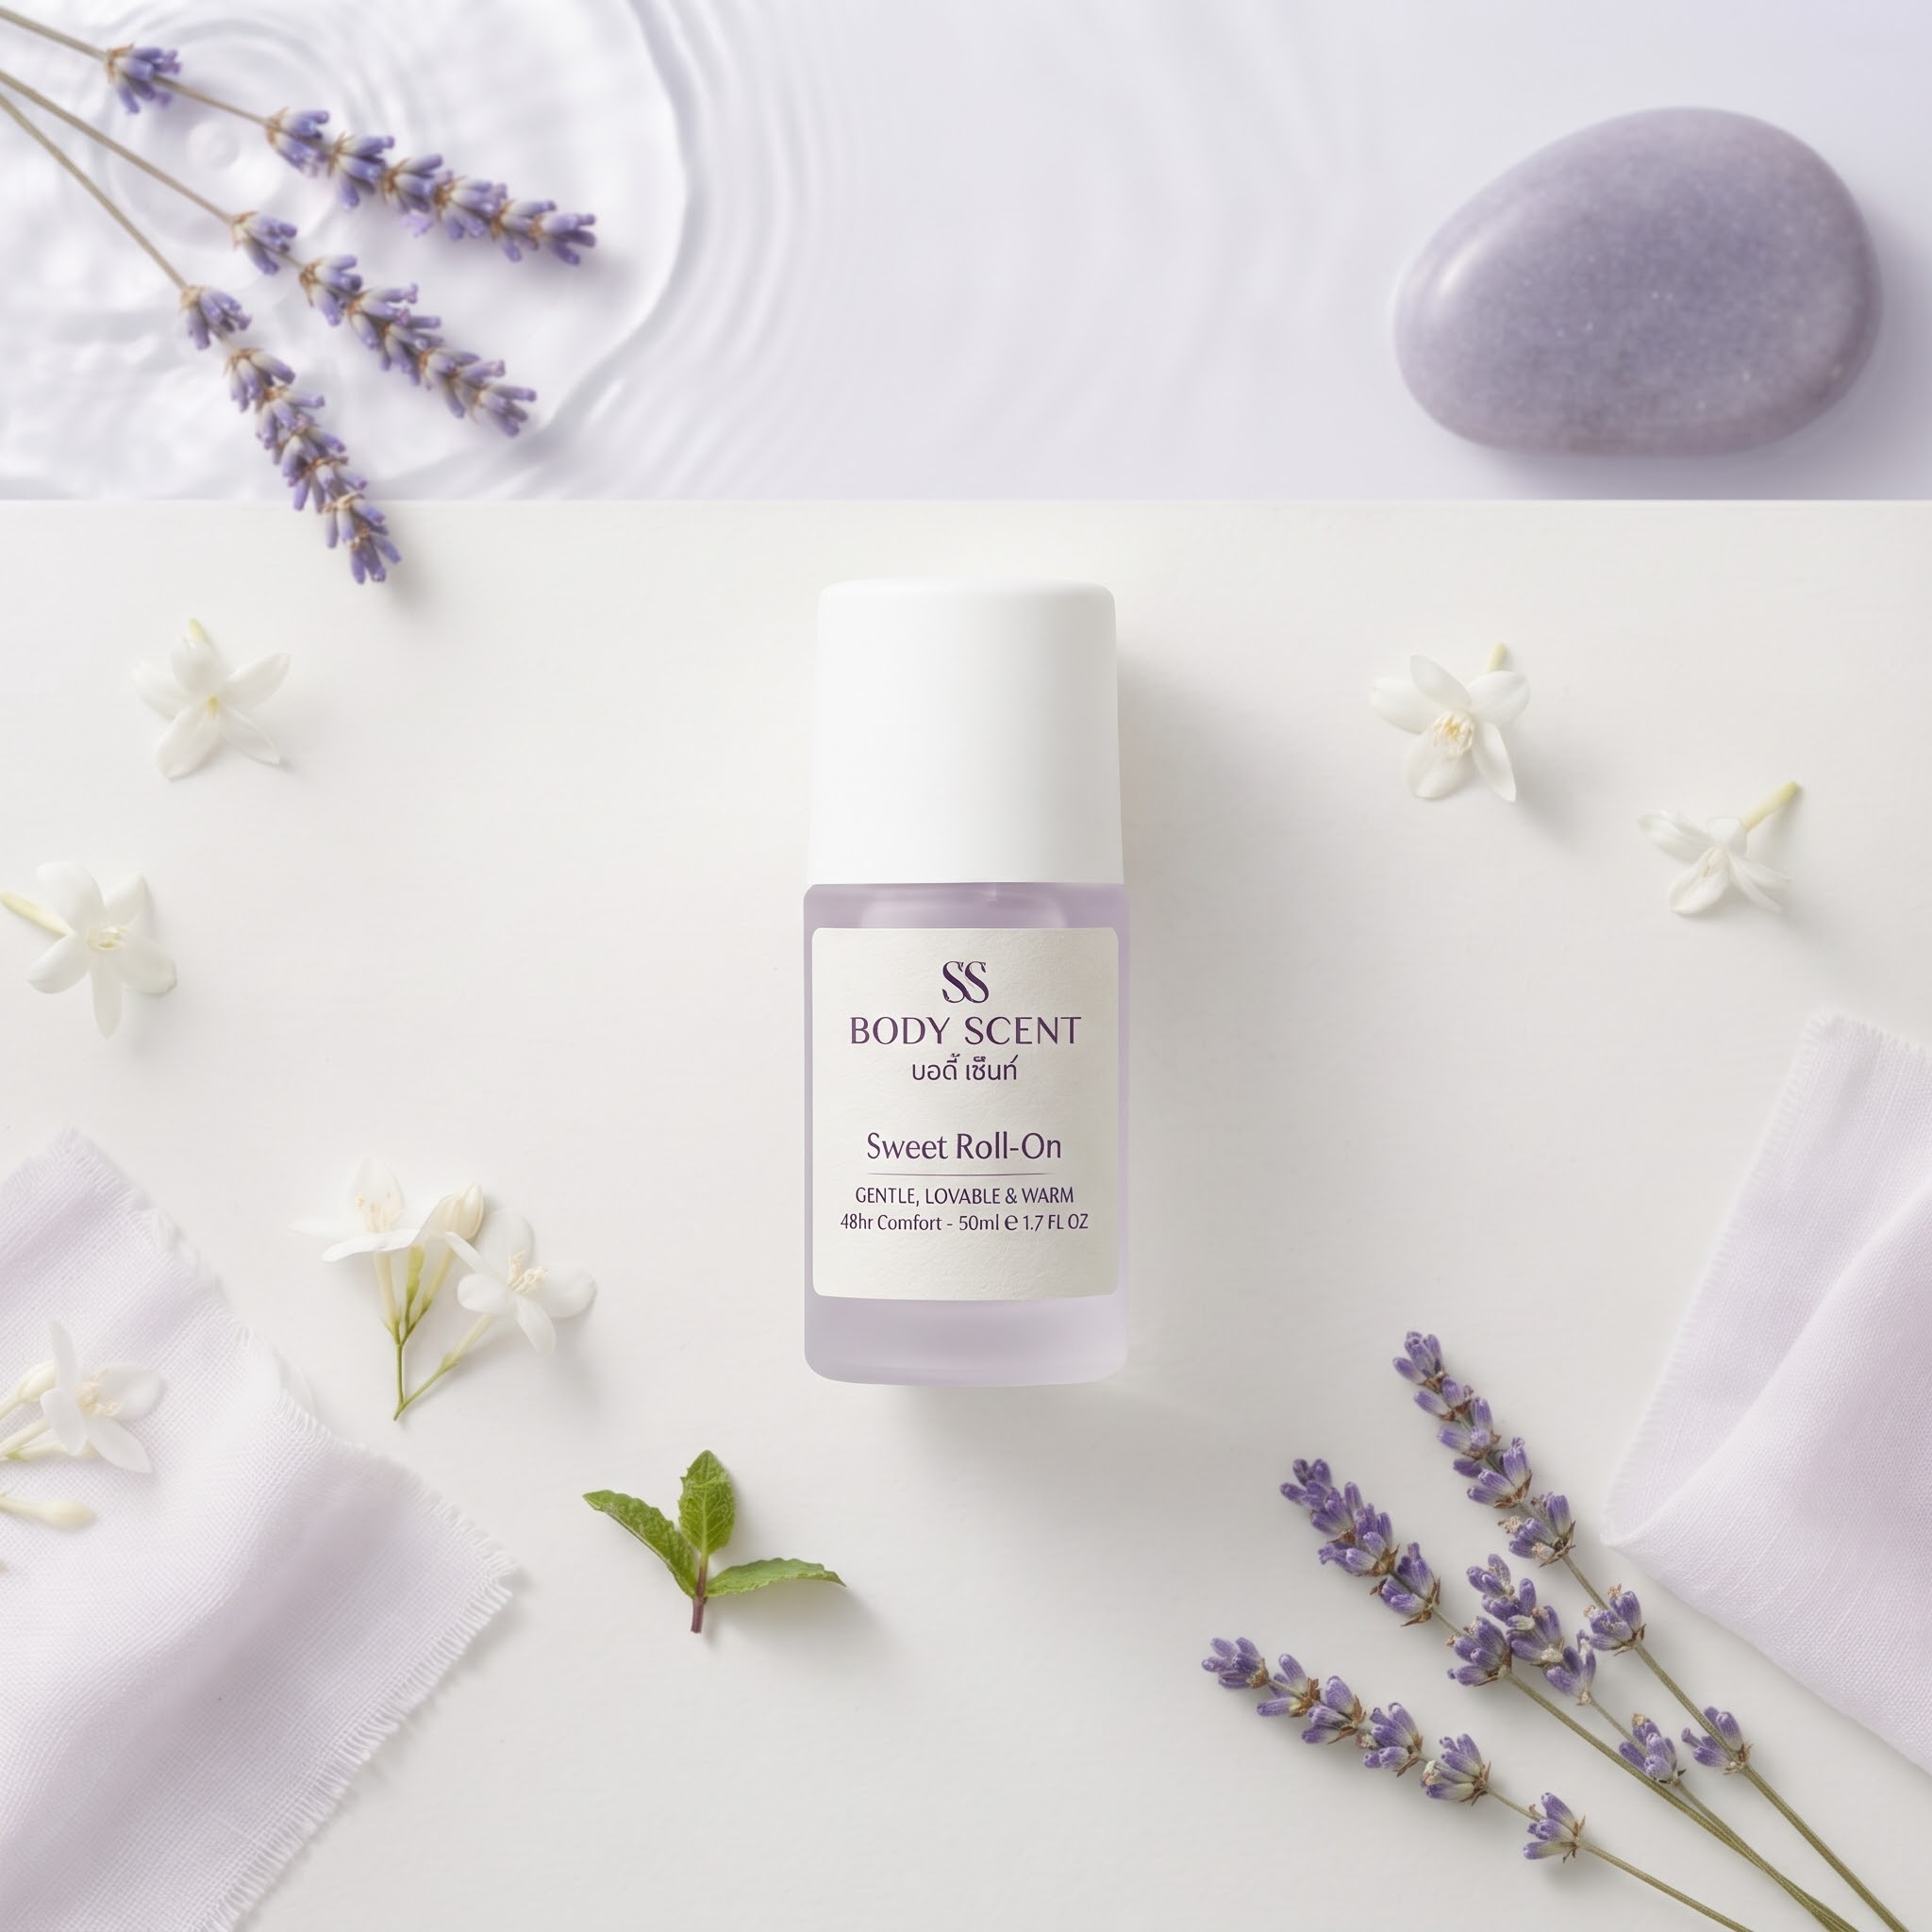 SS
BODY SCENT
บอดี้ เซ็นท์
Sweet Roll-On
GENTLE, LOVABLE & WARM
48hr Comfort - 50ml ℮ 1.7 FL OZ